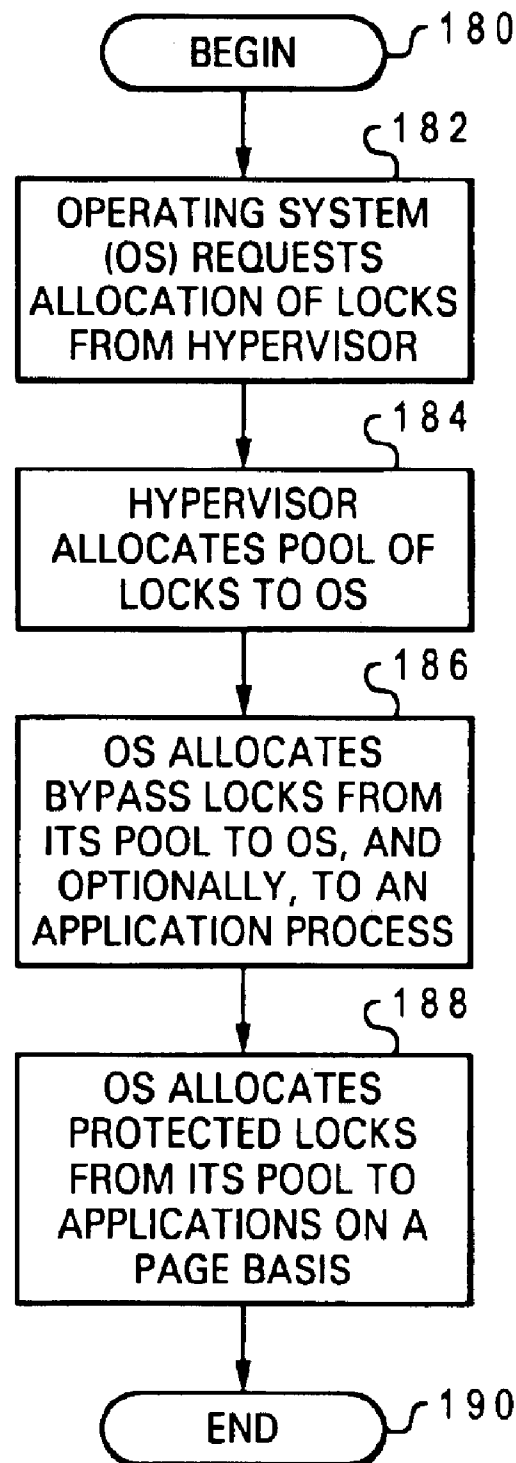 BEGIN
180
182
OPERATING SYSTEM
(OS) REQUESTS
ALLOCATION OF LOCKS
FROM HYPERVISOR
184
HYPERVISOR
ALLOCATES POOL OF
LOCKS TO OS
186
OS ALLOCATES
BYPASS LOCKS FROM
ITS POOL TO OS, AND
OPTIONALLY, TO AN
APPLICATION PROCESS
188
OS ALLOCATES
PROTECTED LOCKS
FROM ITS POOL TO
APPLICATIONS ON A
PAGE BASIS
END
190